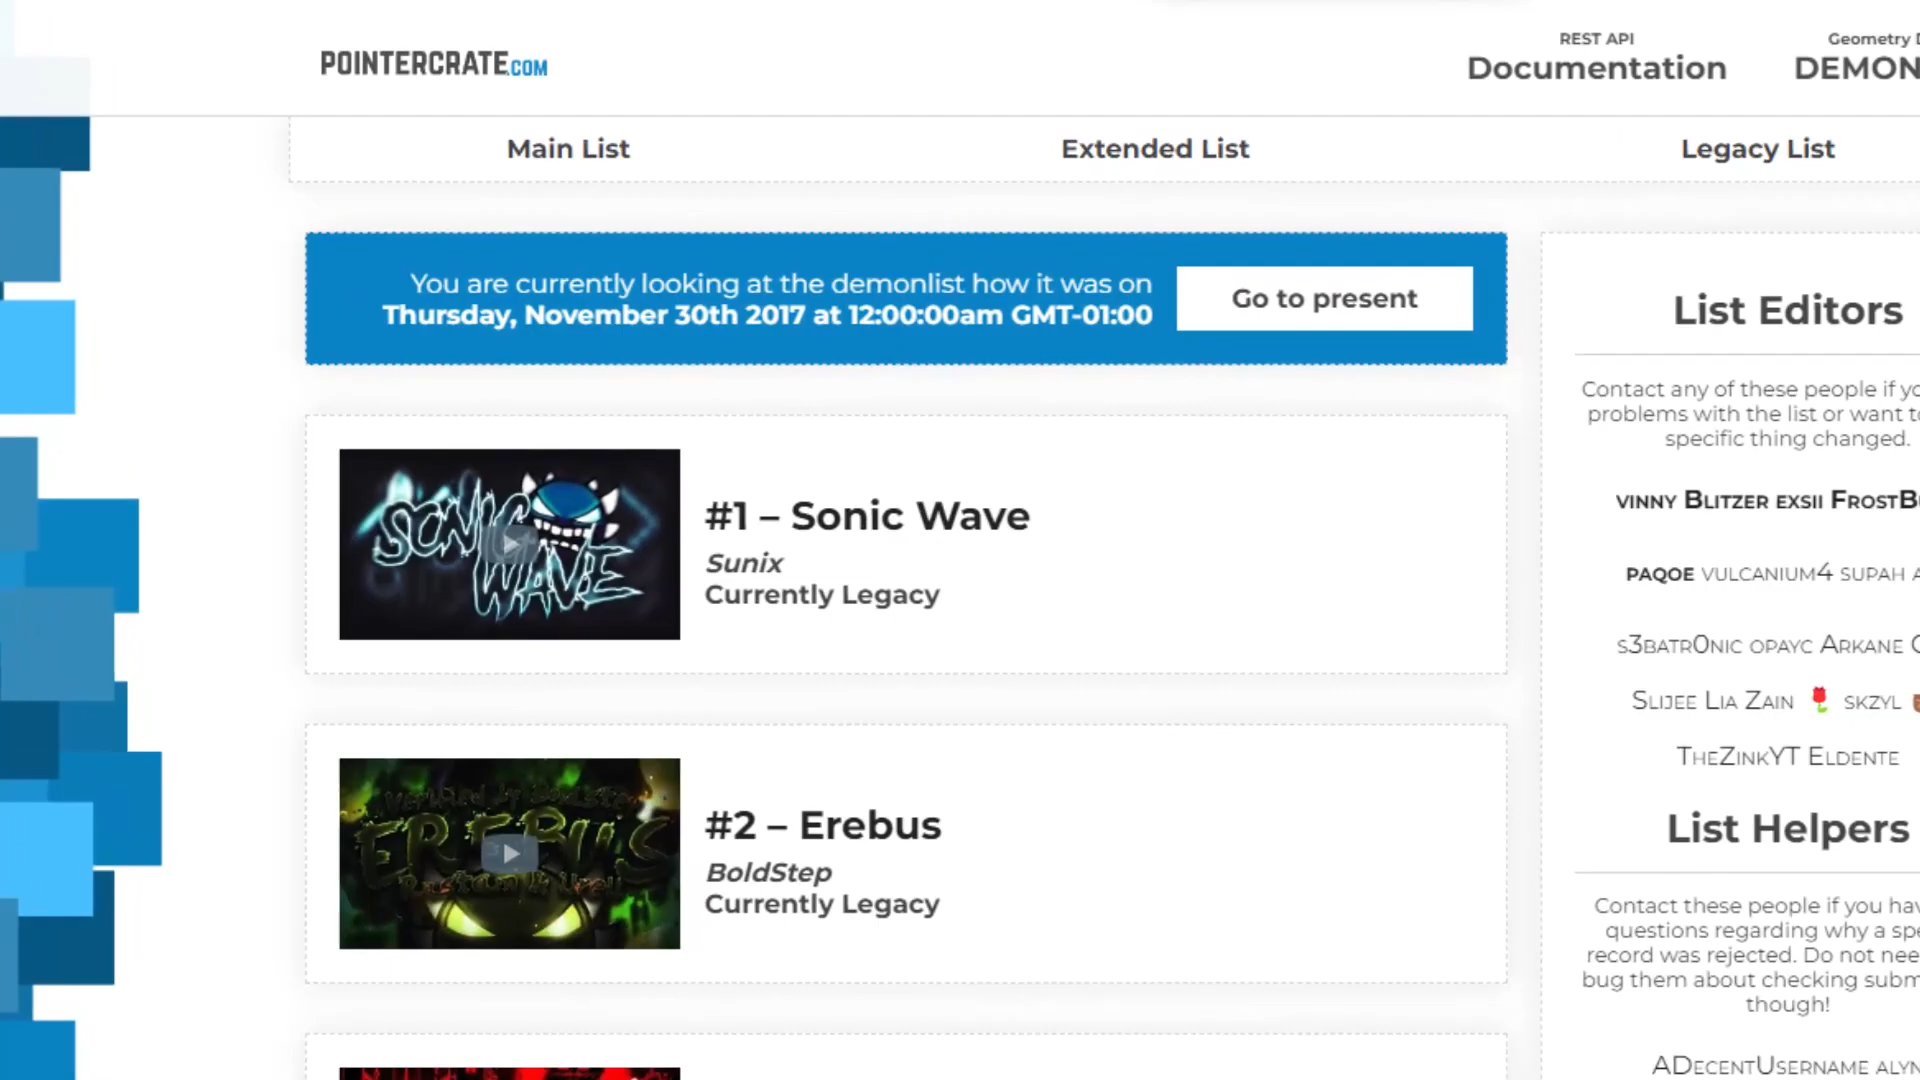 POINTERCRATE.COM
REST API
Documentation
Geometry
DEMON
Main List
Extended List
Legacy List
You are currently looking at the demonlist how it was on
Thursday, November 30th 2017 at 12:00:00am GMT-01:00
Go to present
SONIC
WAVE
#1 – Sonic Wave
Sunix
Currently Legacy
EREBUS
#2 – Erebus
BoldStep
Currently Legacy
List Editors
Contact any of these people if
problems with the list or want
specific thing changed.
VINNY BLITZER EXSII
PAQOE VULCANIUM4 SUPAH
S3BATR0NIC OPAYC ARKANE
SLIJEE LIA ZAIN 🌹 SKZYL
THEZINKYT ELDENTE
List Helpers
Contact these people if you
questions regarding why a
record was rejected. Do not
bug them about checking
though!
ADECENTUSERNAME